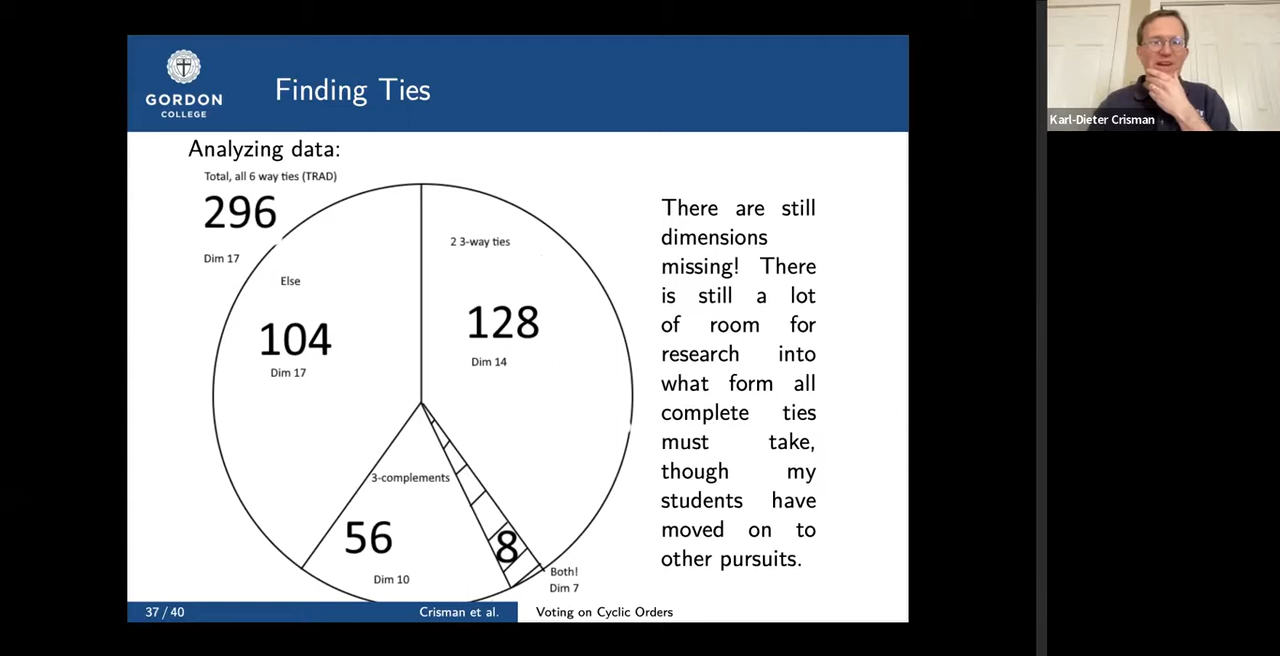 GORDON
COLLEGE
Finding Ties
Analyzing data:
Total, all 6 way ties (TRAD)
296
Dim 17
Else
104
Dim 17
2 3-way ties
128
Dim 14
3-complements
56
Dim 10
8
Both!
Dim 7
There are still
dimensions
missing! There
is still a lot
of room for
research into
what form all
complete ties
must take,
though my
students have
moved on to
other pursuits.
37 / 40
Crisman et al.
Voting on Cyclic Orders
Karl-Dieter Crisman